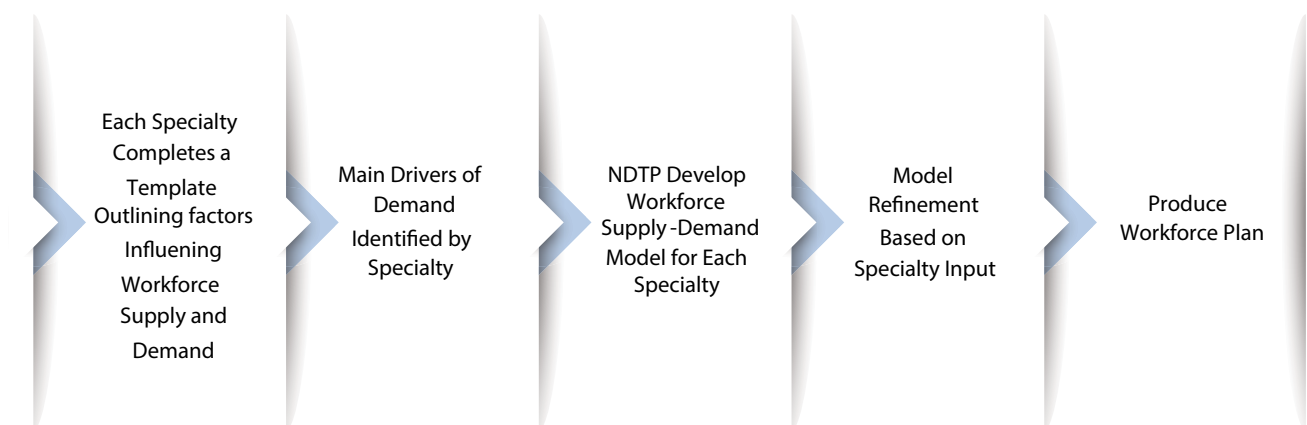 Each Specialty
Completes a
Template
Outlining factors
Influening
Workforce
Supply and
Demand
Main Drivers of
Demand
Identified by
Specialty
NDTP Develop
Workforce
Supply -Demand
Model for Each
Specialty
Model
Refinement
Based on
Specialty Input
Produce
Workforce Plan